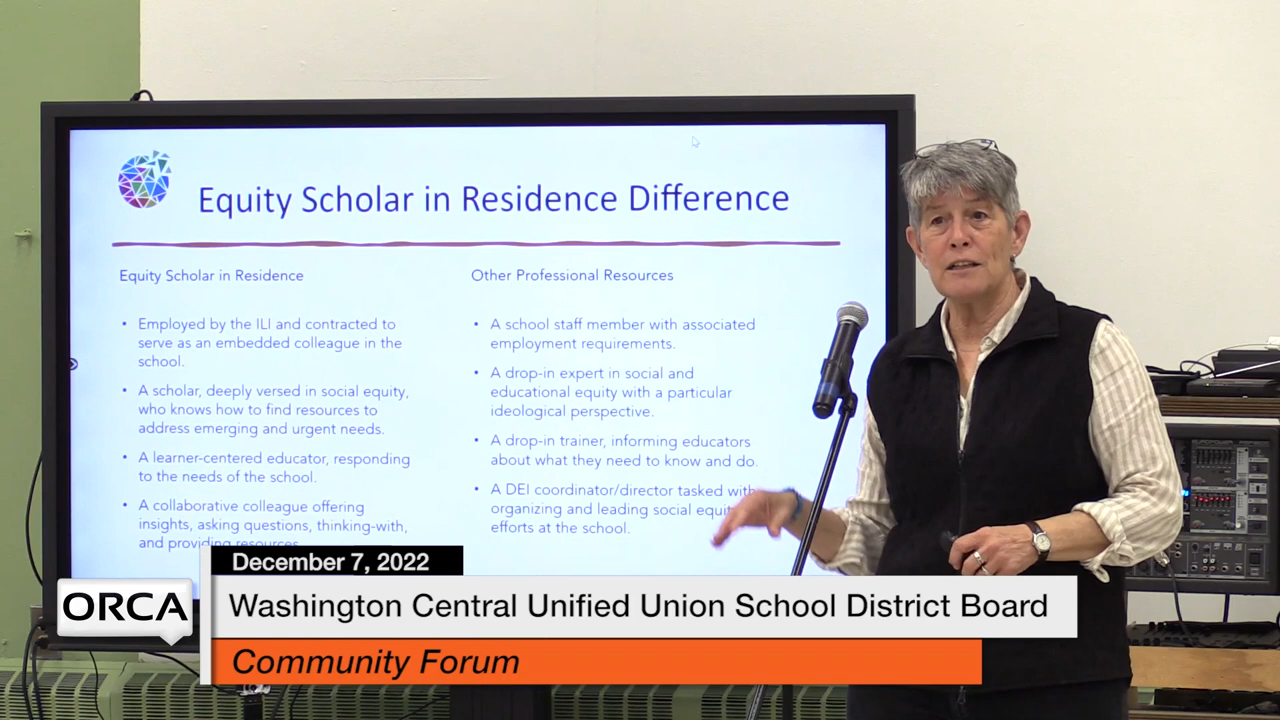 Equity Scholar in Residence Difference
Equity Scholar in Residence
• Employed by the ILI and contracted to
serve as an embedded colleague in the
school.
• A scholar, deeply versed in social equity,
who knows how to find resources to
address emerging and urgent needs.
• A learner-centered educator, responding
to the needs of the school.
• A collaborative colleague offering
insights, asking questions, thinking-with,
and providing resources
Other Professional Resources
• A school staff member with associated
employment requirements.
• A drop-in expert in social and
educational equity with a particular
ideological perspective.
• A drop-in trainer, informing educators
about what they need to know and do.
• A DEI coordinator/director tasked with
organizing and leading social equi
efforts at the school.
December 7, 2022
ORCA
Washington Central Unified Union School District Board
Community Forum